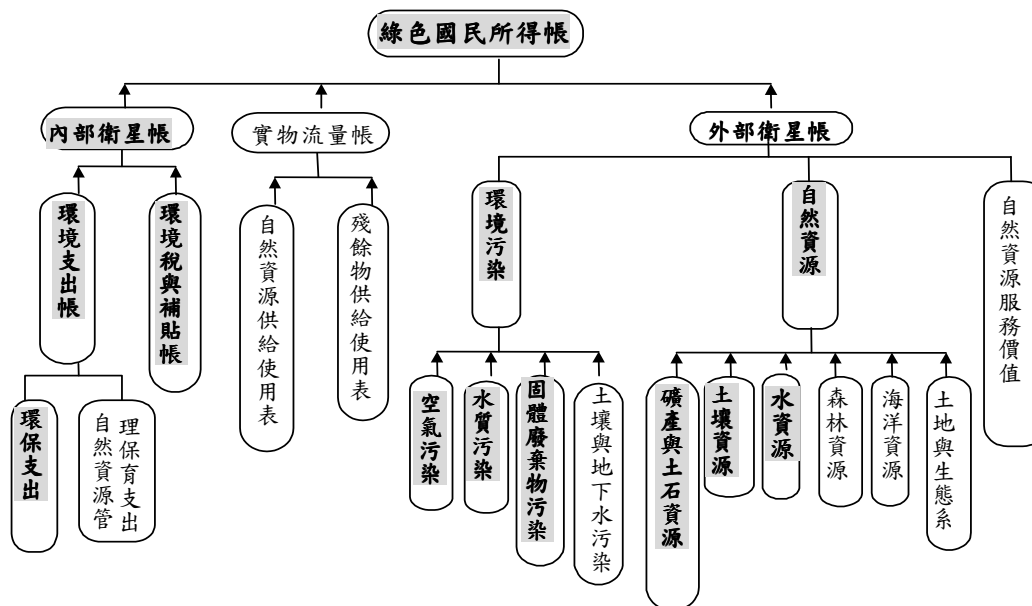 綠色國民所得帳
內部衛星帳
實物流量帳
外部衛星帳
環境支出帳
環境稅與補貼帳
自然資源供給使用表
殘餘物供給使用表
環境污染
自然資源
自然資源服務價值
環保支出
自然資源管
理保育支出
空氣污染
水質污染
固體廢棄物污染
土壤與地下水污染
礦產與土石資源
土壤資源
水資源
森林資源
海洋資源
土地與生態系